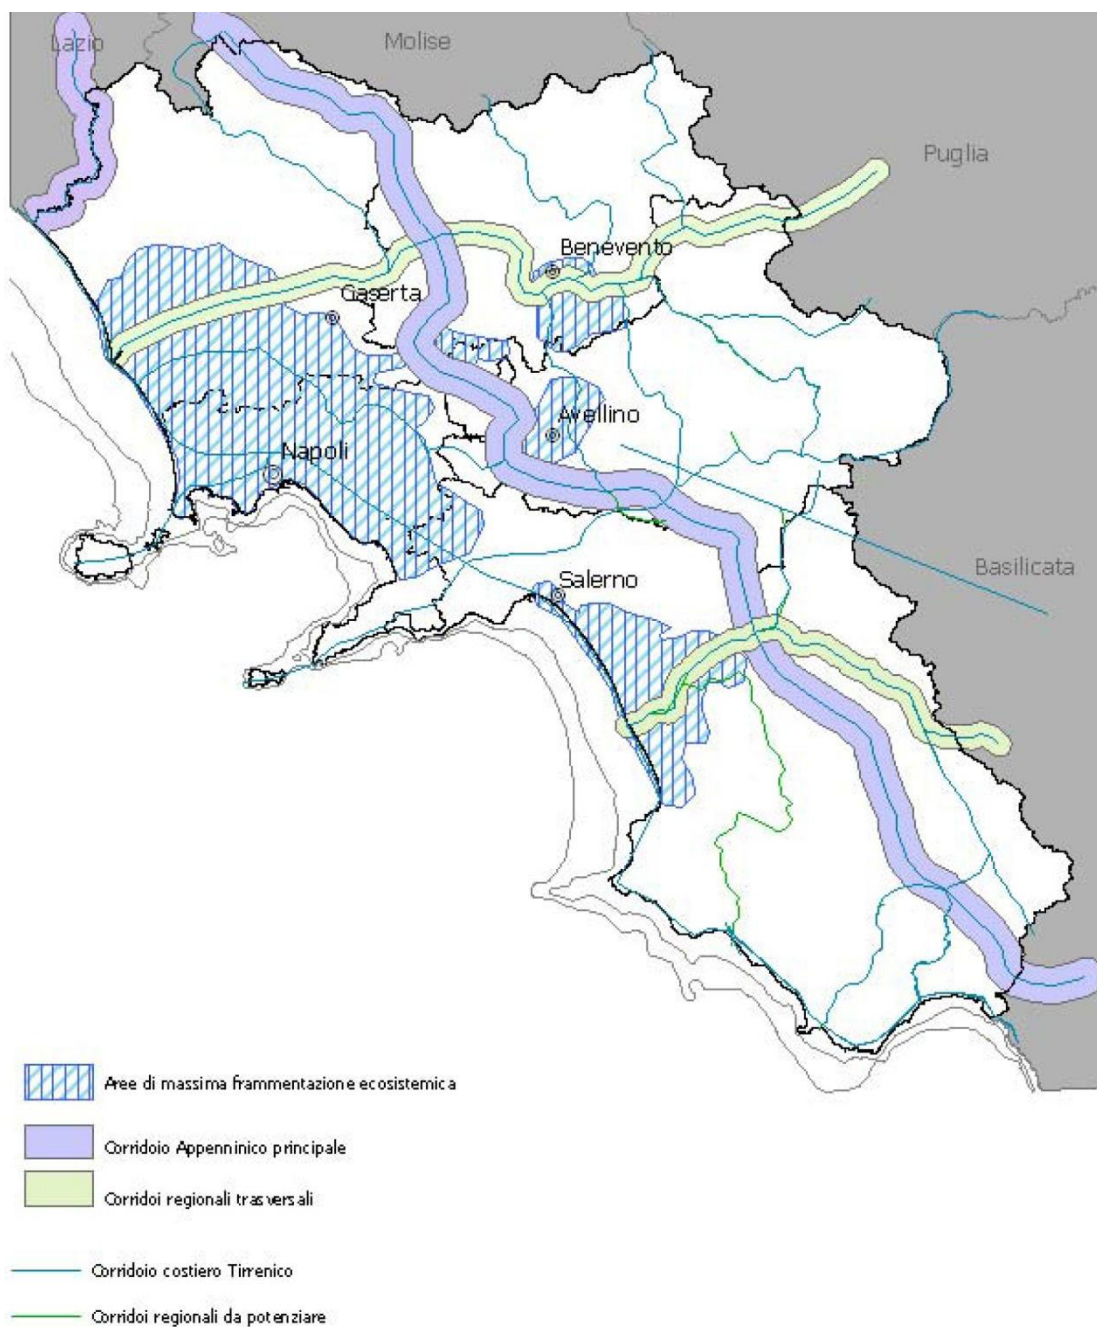 Lazio
Molise
Puglia
Benevento
Gaserta
Avellino
Napoli
Salerno
Basilicata
Aree di massima frammentazione ecosistemica
Corridoio Appenninico principale
Corridoi regionali trasversali
Corridoio costiero Tirrenico
Corridoi regionali da potenziare